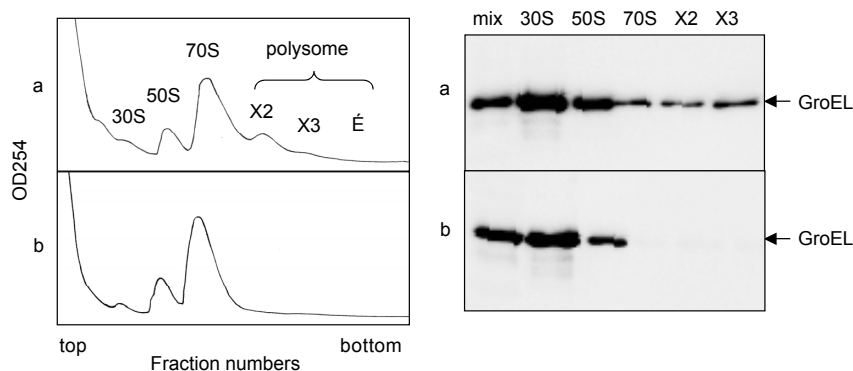 a
OD254
30S
50S
70S
polysome
X2
X3
É
b
top
bottom
Fraction numbers
mix 30S 50S 70S X2 X3
a
GroEL
b
GroEL